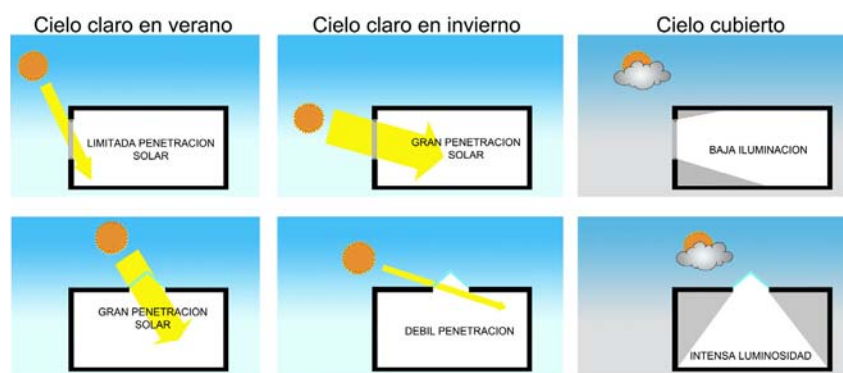 Cielo claro en verano
Cielo claro en invierno
Cielo cubierto
LIMITADA PENETRACION
SOLAR
GRAN PENETRACION
SOLAR
BAJA ILUMINACION
GRAN PENETRACION
SOLAR
DEBIL PENETRACION
INTENSA LUMINOSIDAD